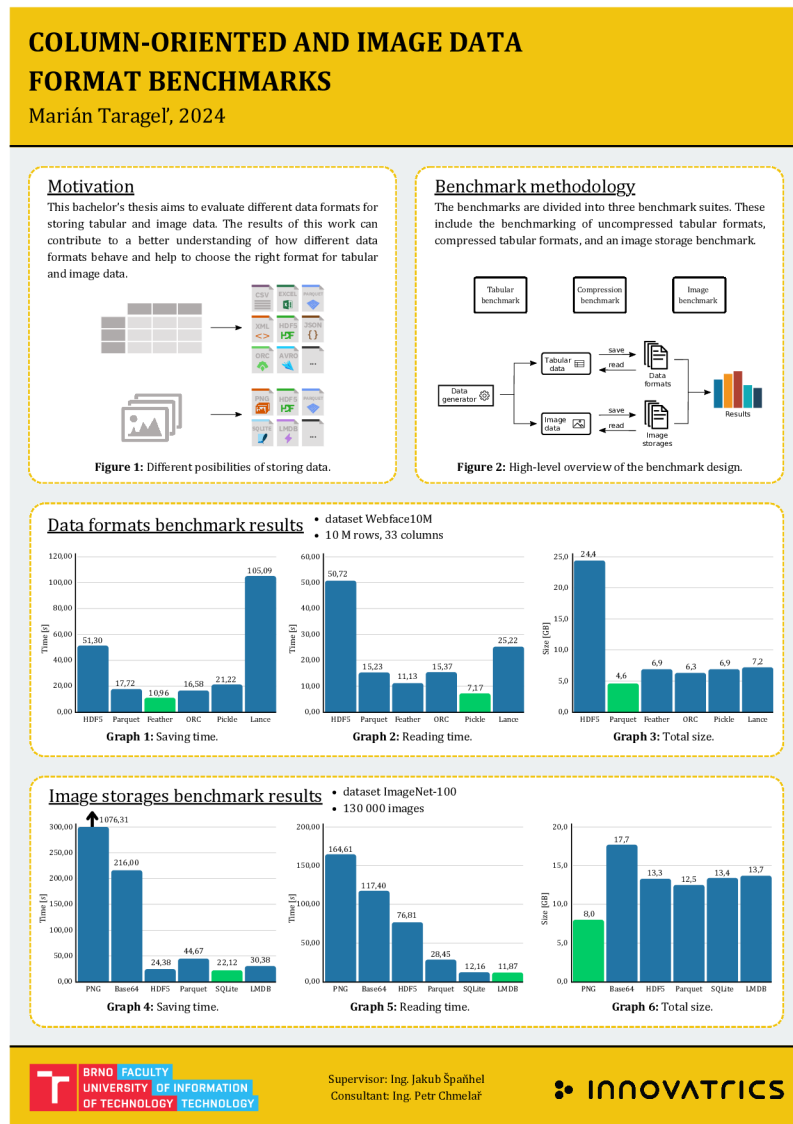 COLUMN-ORIENTED AND IMAGE DATA
FORMAT BENCHMARKS
Marián Tarageľ, 2024
Motivation
This bachelor's thesis aims to evaluate different data formats for
storing tabular and image data. The results of this work can
contribute to a better understanding of how different data
formats behave and help to choose the right format for tabular
and image data.
CSV
EXCEL
PARQUET
XML
HDF5
JSON
ORC
AVRO
...
PNG
HDF5
PARQUET
SQLITE
LMDB
...
Figure 1: Different posibilities of storing data.
Benchmark methodology
The benchmarks are divided into three benchmark suites. These
include the benchmarking of uncompressed tabular formats,
compressed tabular formats, and an image storage benchmark.
Tabular
benchmark
Compression
benchmark
Image
benchmark
Data
generator
Tabular
data
save
read
Data
formats
Image
data
save
read
Image
storages
Results
Figure 2: High-level overview of the benchmark design.
Data formats benchmark results
• dataset Webface10M
• 10 M rows, 33 columns
Time [s]
120,00
100,00
80,00
60,00
40,00
20,00
0,00
51,30
17,72
10,96
16,58
21,22
105,09
HDF5 Parquet Feather ORC Pickle Lance
Graph 1: Saving time.
Time [s]
60,00
50,00
40,00
30,00
20,00
10,00
0,00
50,72
15,23
11,13
15,37
7,17
25,22
HDF5 Parquet Feather ORC Pickle Lance
Graph 2: Reading time.
Size [GB]
25,0
20,0
15,0
10,0
5,0
0,0
24,4
4,6
6,9
6,3
6,9
7,2
HDF5 Parquet Feather ORC Pickle Lance
Graph 3: Total size.
Image storages benchmark results
• dataset ImageNet-100
• 130 000 images
Time [s]
300,00
250,00
200,00
150,00
100,00
50,00
0,00
1076,31
216,00
24,38
44,67
22,12
30,38
PNG Base64 HDF5 Parquet SQLite LMDB
Graph 4: Saving time.
Time [s]
200,00
150,00
100,00
50,00
0,00
164,61
117,40
76,81
28,45
12,16
11,87
PNG Base64 HDF5 Parquet SQLite LMDB
Graph 5: Reading time.
Size [GB]
20,0
15,0
10,0
5,0
0,0
8,0
17,7
13,3
12,5
13,4
13,7
PNG Base64 HDF5 Parquet SQLite LMDB
Graph 6: Total size.
T
BRNO FACULTY
UNIVERSITY OF INFORMATION
OF TECHNOLOGY TECHNOLOGY
Supervisor: Ing. Jakub Špaňhel
Consultant: Ing. Petr Chmelař
INNOVATRICS